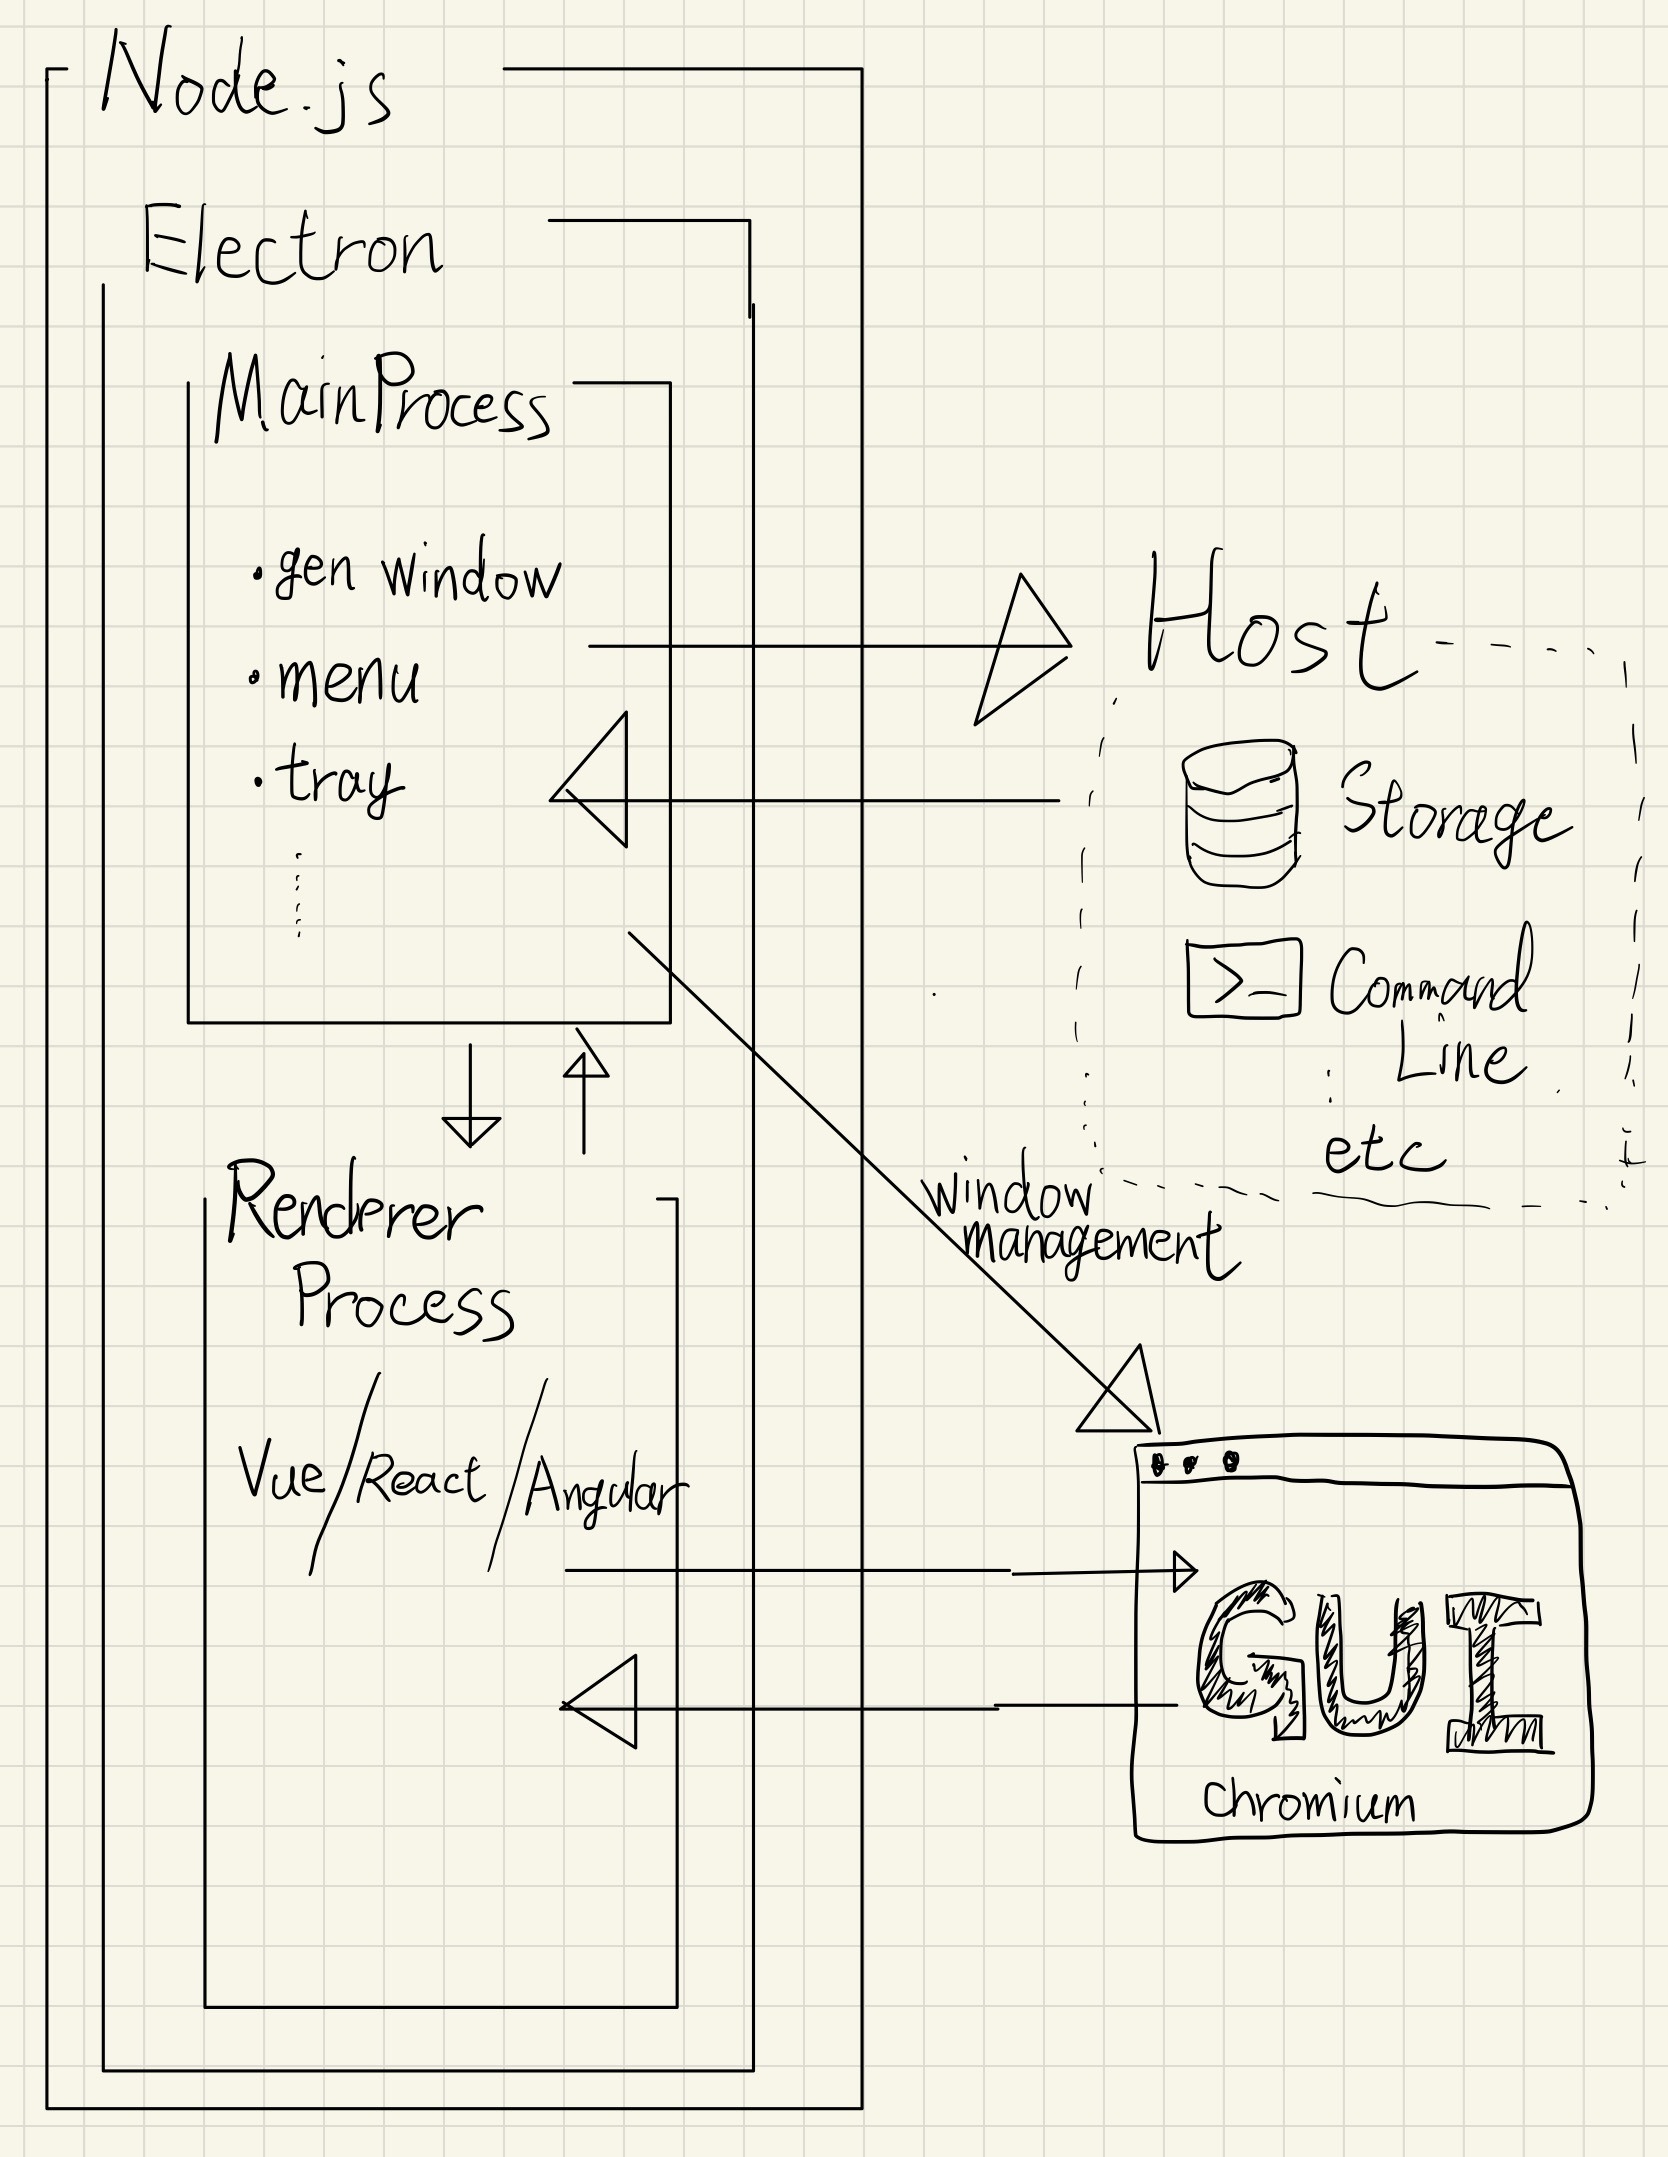 Node.js
Electron
MainProcess
・gen window
・menu
・tray
Host
Storage
Command
Line
etc
window
management
Renderer
Process
Vue/React/Angular
GUI
chromium